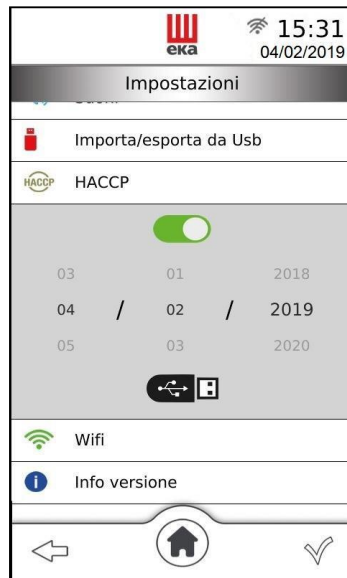 eka
15:31
04/02/2019
Impostazioni
Importa/esporta da Usb
HACCP HACCP
03 01 2018
04 / 02 / 2019
05 03 2020
Wifi
i Info versione